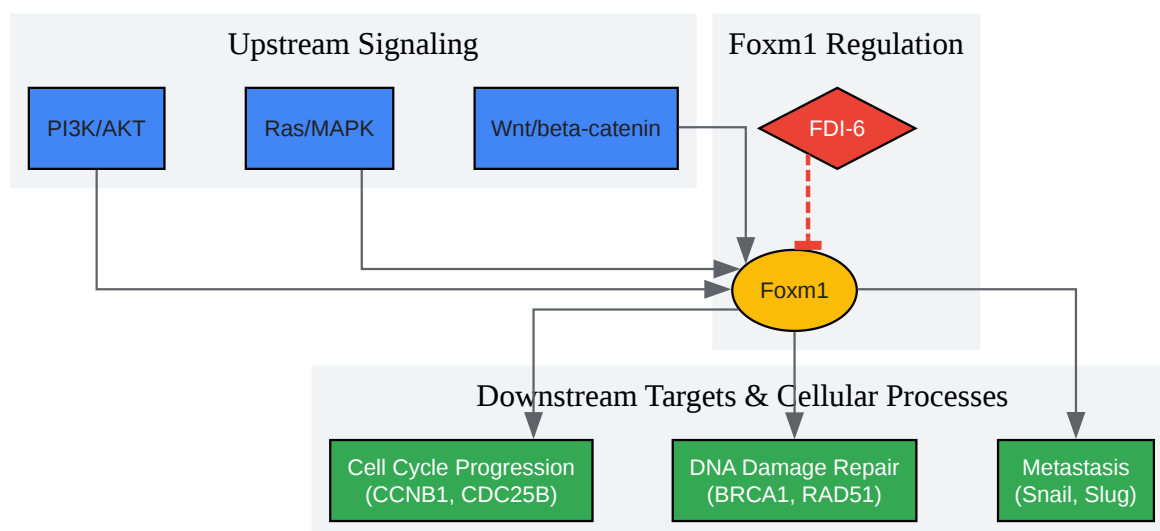 Upstream Signaling
Foxm1 Regulation
PI3K/AKT
Ras/MAPK
Wnt/beta-catenin
FDI-6
Foxm1
Downstream Targets & Cellular Processes
Cell Cycle Progression
(CCNB1, CDC25B)
DNA Damage Repair
(BRCA1, RAD51)
Metastasis
(Snail, Slug)